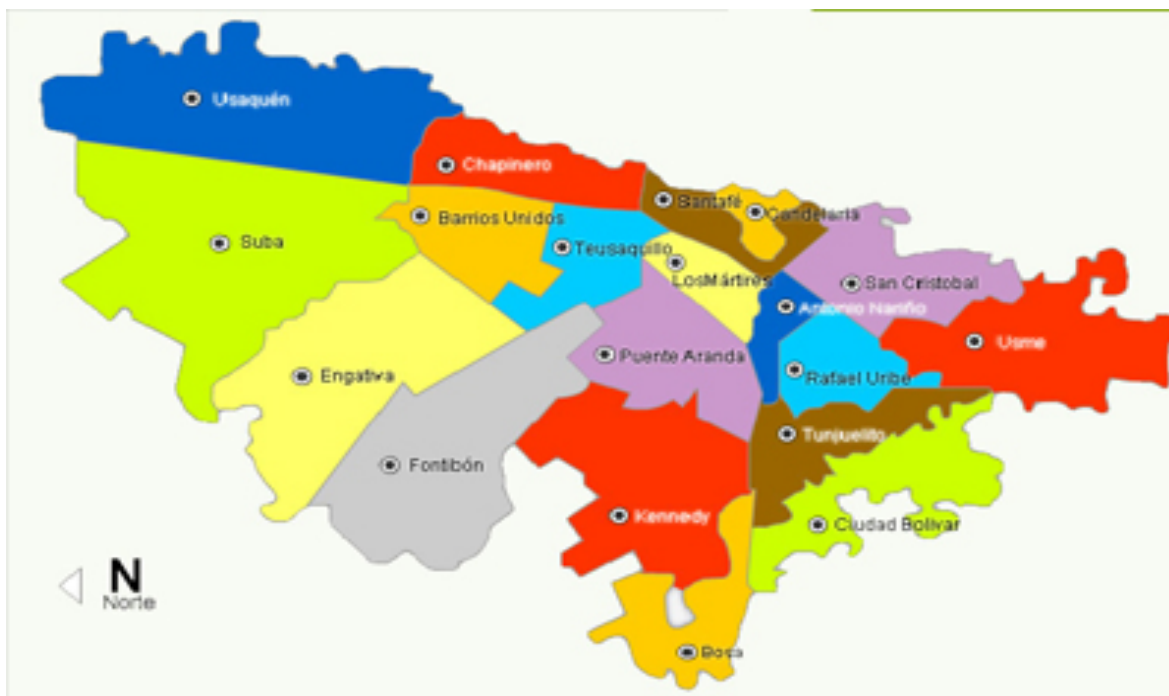 Usaquén
Chapinero
Santafé
Candelaria
Barrios Unidos
Suba
Teusaquillo
LosMártires
San Cristobal
Antonio Nariño
Usme
Puente Aranda
Engativa
Rafael Uribe
Tunjuelito
Fontibón
Kennedy
Ciudad Bolivar
N
Norte
Bosa